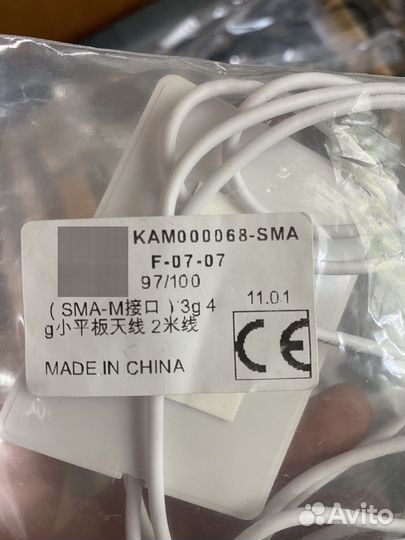 KAM000068-SMA
F-07-07
97/100
(SMA-M接口) 3g 4
g小平板天线 2米线
11.01
CE
MADE IN CHINA
Avito